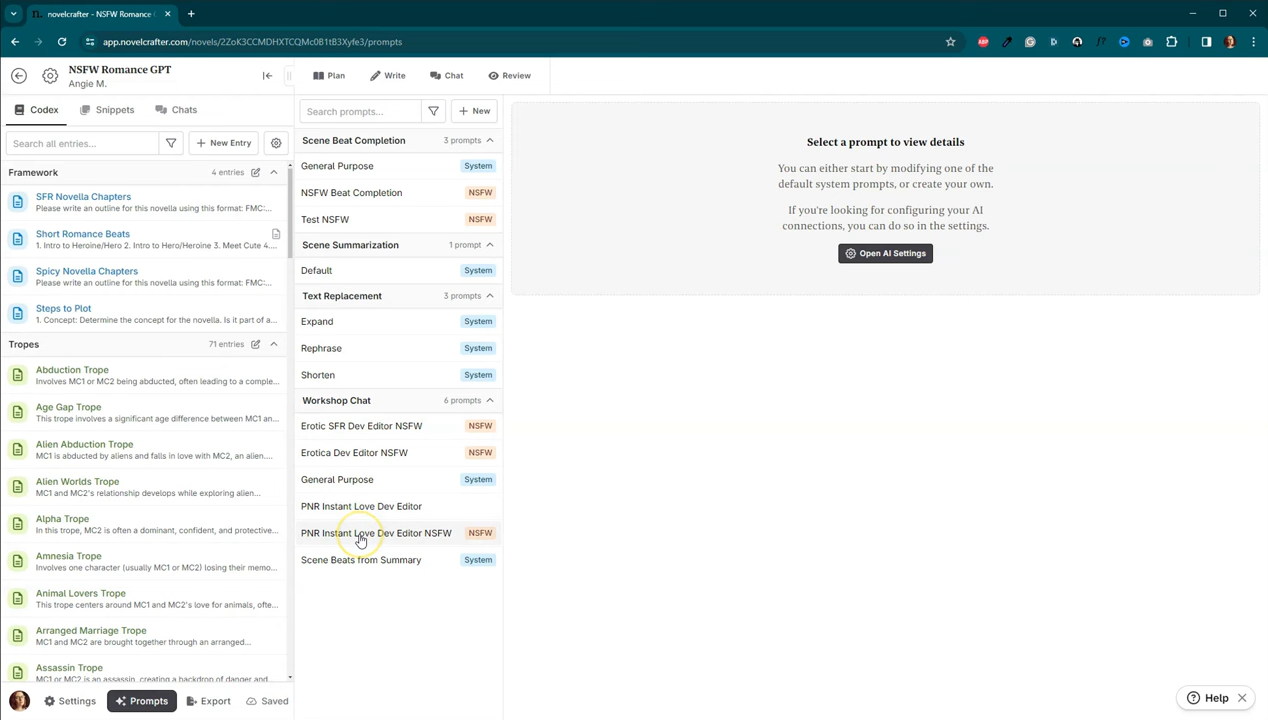 novelcrafter - NSFW Romance
app.novelcrafter.com/novels/2ZoK3CCMDHXTCQMc0B1tB3Xyfe3/prompts
NSFW Romance GPT
Angie M.
Plan
Write
Chat
Review
Codex
Snippets
Chats
Search all entries...
+ New Entry
Framework
4 entries
SFR Novella Chapters
Please write an outline for this novella using this format: FMC:...
Short Romance Beats
1. Intro to Heroine/Hero 2. Intro to Hero/Heroine 3. Meet Cute 4....
Spicy Novella Chapters
Please write an outline for this novella using this format: FMC:...
Steps to Plot
1. Concept: Determine the concept for the novella. Is it part of a...
Tropes
71 entries
Abduction Trope
Involves MC1 or MC2 being abducted, often leading to a comple...
Age Gap Trope
This trope involves a significant age difference between MC1 an...
Alien Abduction Trope
MC1 is abducted by aliens and falls in love with MC2, an alien....
Alien Worlds Trope
MC1 and MC2's relationship develops while exploring alien...
Alpha Trope
In this trope, MC2 is often a dominant, confident, and protective...
Amnesia Trope
Involves one character (usually MC1 or MC2) losing their memo...
Animal Lovers Trope
This trope centers around MC1 and MC2's love for animals, ofte...
Arranged Marriage Trope
MC1 and MC2 are brought together through an arranged...
Assassin Trope
MC1 or MC2 is an assassin, creating a backdrop of danger and
Settings
Prompts
Export
Saved
Search prompts...
+ New
Scene Beat Completion
3 prompts
General Purpose
System
NSFW Beat Completion
NSFW
Test NSFW
NSFW
Scene Summarization
1 prompt
Default
System
Text Replacement
3 prompts
Expand
System
Rephrase
System
Shorten
System
Workshop Chat
6 prompts
Erotic SFR Dev Editor NSFW
NSFW
Erotica Dev Editor NSFW
NSFW
General Purpose
System
PNR Instant Love Dev Editor
PNR Instant Love Dev Editor NSFW
NSFW
Scene Beats from Summary
System
Select a prompt to view details
You can either start by modifying one of the
default system prompts, or create your own.
If you're looking for configuring your AI
connections, you can do so in the settings.
Open AI Settings
Help